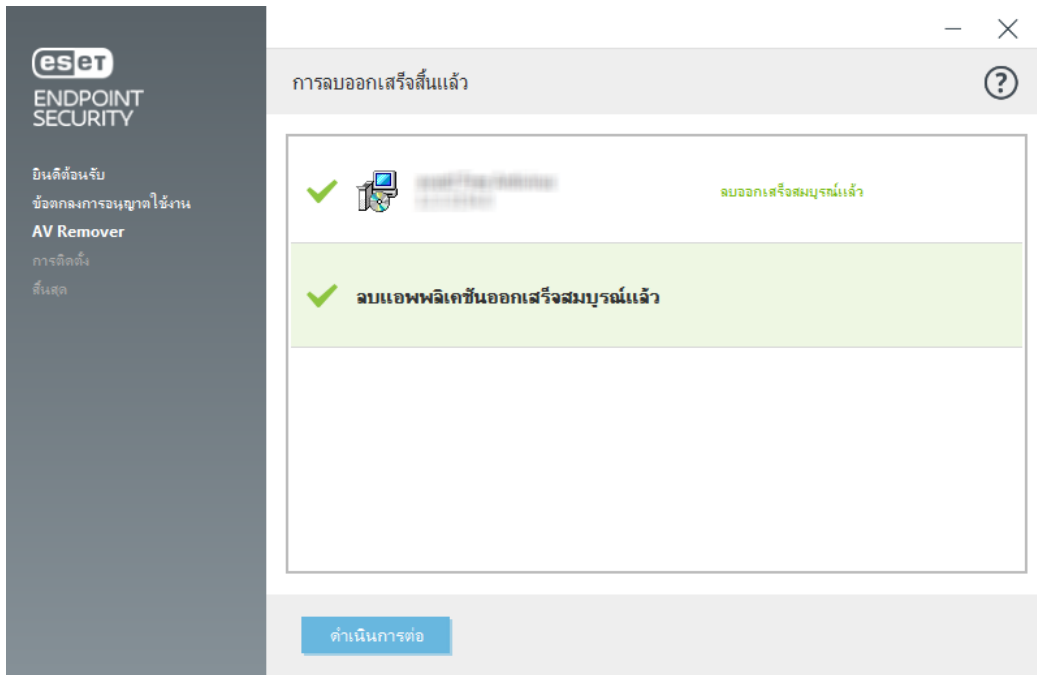 eseT
ENDPOINT
SECURITY
ยินดีต้อนรับ
ข้อตกลงการอนุญาตใช้งาน
AV Remover
การติดตั้ง
สิ้นสุด
การลบออกเสร็จสิ้นแล้ว
?
ลบออกเสร็จสมบูรณ์แล้ว
ลบแอพพลิเคชันออกเสร็จสมบูรณ์แล้ว
ดำเนินการต่อ